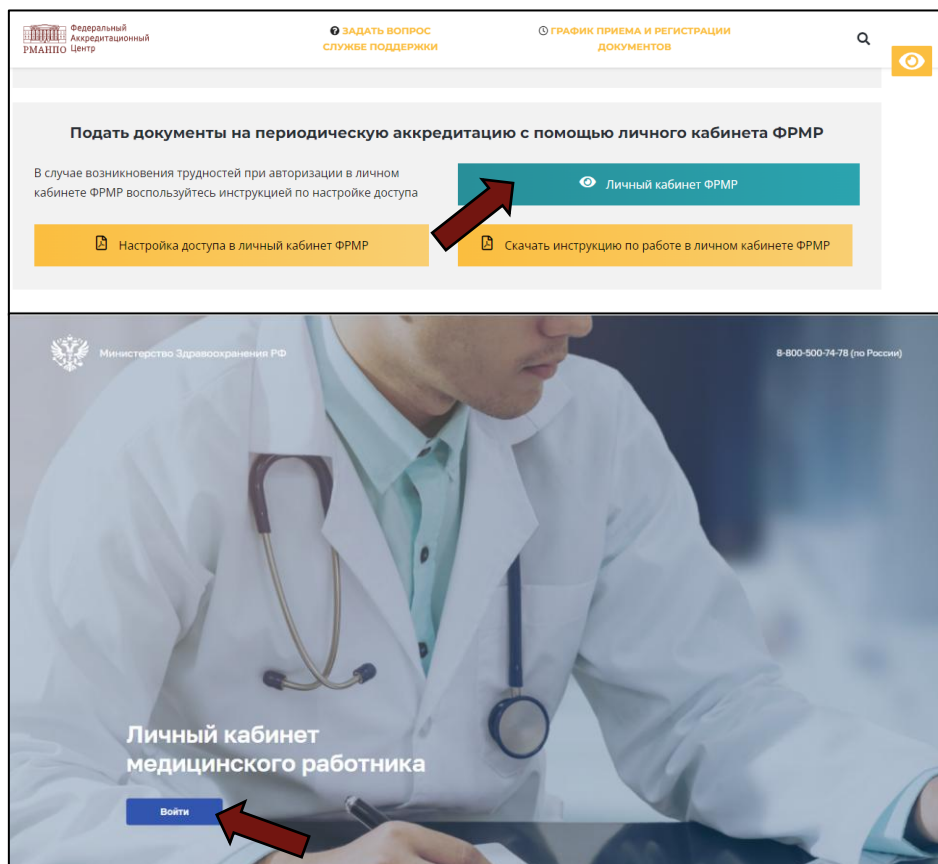 Федеральный
Аккредитационный
РМАНПО Центр
ЗАДАТЬ ВОПРОС
СЛУЖБЕ ПОДДЕРЖКИ
ГРАФИК ПРИЕМА И РЕГИСТРАЦИИ
ДОКУМЕНТОВ
Подать документы на периодическую аккредитацию с помощью личного кабинета ФРМР
В случае возникновения трудностей при авторизации в личном
кабинете ФРМР воспользуйтесь инструкцией по настройке доступа
Личный кабинет ФРМР
Настройка доступа в личный кабинет ФРМР
Скачать инструкцию по работе в личном кабинете ФРМР
Министерство Здравоохранения РФ
8-800-500-74-78 (по России)
Личный кабинет
медицинского работника
Войти